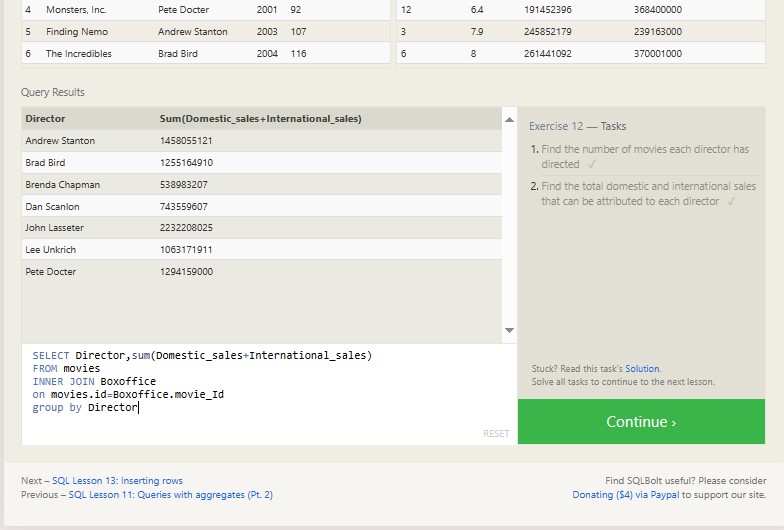 4 Monsters, Inc. Pete Docter 2001 92
5 Finding Nemo Andrew Stanton 2003 107
6 The Incredibles Brad Bird 2004 116
12 6.4 191452396 368400000
3 7.9 245852179 239163000
6 8 261441092 370001000
Query Results
Director Sum(Domestic_sales+International_sales)
Andrew Stanton 1458055121
Brad Bird 1255164910
Brenda Chapman 538983207
Dan Scanlon 743559607
John Lasseter 2232208025
Lee Unkrich 1063171911
Pete Docter 1294159000
SELECT Director,sum(Domestic_sales+International_sales)
FROM movies
INNER JOIN Boxoffice
on movies.id=Boxoffice.movie_Id
group by Director
RESET
Exercise 12 — Tasks
1. Find the number of movies each director has
directed ✓
2. Find the total domestic and international sales
that can be attributed to each director ✓
Stuck? Read this task's Solution.
Solve all tasks to continue to the next lesson.
Continue ›
Next – SQL Lesson 13: Inserting rows
Previous – SQL Lesson 11: Queries with aggregates (Pt. 2)
Find SQLBolt useful? Please consider
Donating ($4) via Paypal to support our site.